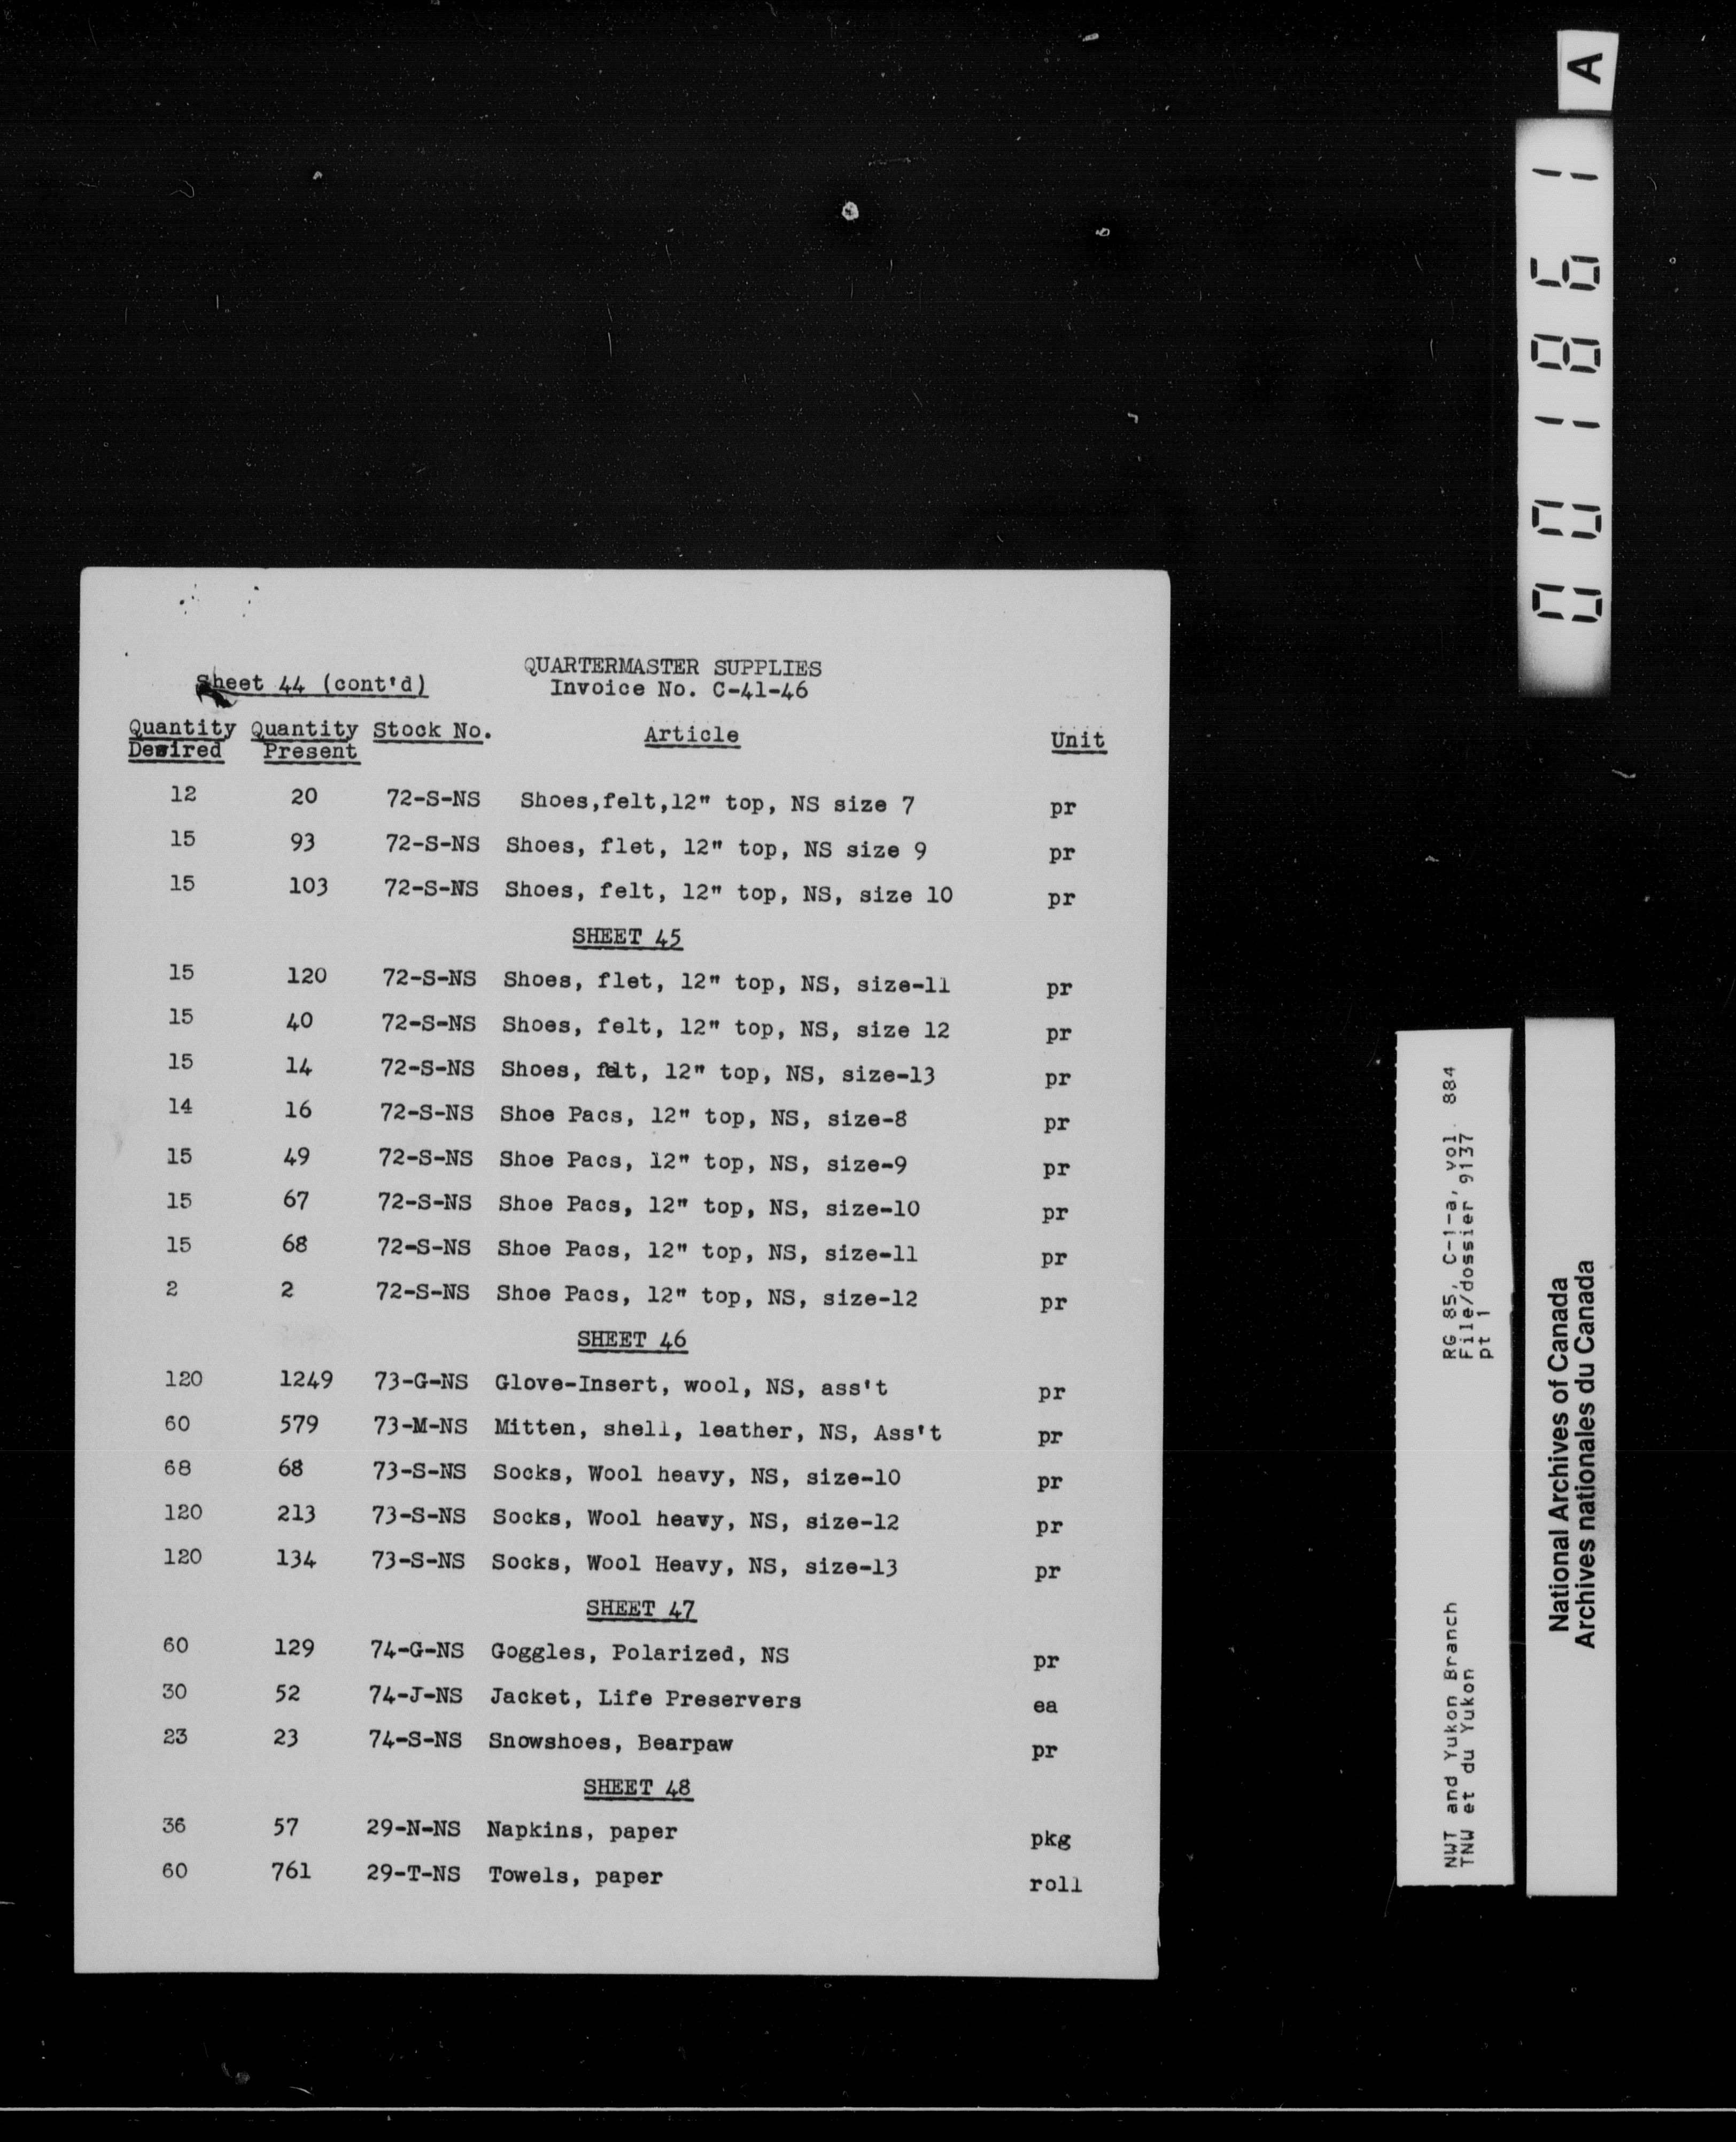 QUARTERMASTER SUPPLIES
Sheet 44 (cont'd) Invoice No. C-41-46
Quantity Desired Quantity Present Stock No. Article Unit
12 20 72-S-NS Shoes,felt,12" top, NS size 7 pr
15 93 72-S-NS Shoes, flet, 12" top, NS size 9 pr
15 103 72-S-NS Shoes, felt, 12" top, NS, size 10 pr
SHEET 45
15 120 72-S-NS Shoes, flet, 12" top, NS, size-11 pr
15 40 72-S-NS Shoes, felt, 12" top, NS, size 12 pr
15 14 72-S-NS Shoes, felt, 12" top, NS, size-13 pr
14 16 72-S-NS Shoe Pacs, 12" top, NS, size-8 pr
15 49 72-S-NS Shoe Pacs, 12" top, NS, size-9 pr
15 67 72-S-NS Shoe Pacs, 12" top, NS, size-10 pr
15 68 72-S-NS Shoe Pacs, 12" top, NS, size-11 pr
2 2 72-S-NS Shoe Pacs, 12" top, NS, size-12 pr
SHEET 46
120 1249 73-G-NS Glove-Insert, wool, NS, ass't pr
60 579 73-M-NS Mitten, shell, leather, NS, Ass't pr
68 68 73-S-NS Socks, Wool heavy, NS, size-10 pr
120 213 73-S-NS Socks, Wool heavy, NS, size-12 pr
120 134 73-S-NS Socks, Wool Heavy, NS, size-13 pr
SHEET 47
60 129 74-G-NS Goggles, Polarized, NS pr
30 52 74-J-NS Jacket, Life Preservers ea
23 23 74-S-NS Snowshoes, Bearpaw pr
SHEET 48
36 57 29-N-NS Napkins, paper pkg
60 761 29-T-NS Towels, paper roll
NWT and Yukon Branch RG 85, C-1-a, vol. 884
TNW et du Yukon File/dossier 9137
pt 1
National Archives of Canada
Archives nationales du Canada
001861 A